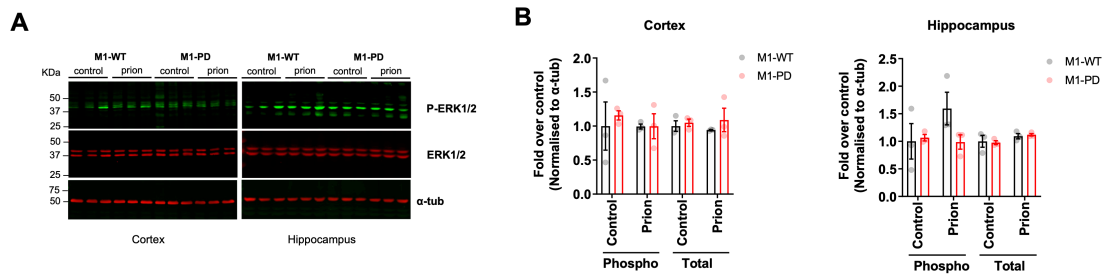 A
M1-WT M1-PD M1-WT M1-PD
KDa control prion control prion control prion control prion
50
37
25
P-ERK1/2
50
37
25
ERK1/2
75
50
α-tub
Cortex Hippocampus
B
Cortex
Fold over control
(Normalised to α-tub)
2.0
1.5
1.0
0.5
0.0
M1-WT
M1-PD
Control Prion Control Prion
Phospho Total
Hippocampus
Fold over control
(Normalised to α-tub)
2.5
2.0
1.5
1.0
0.5
0.0
M1-WT
M1-PD
Control Prion Control Prion
Phospho Total